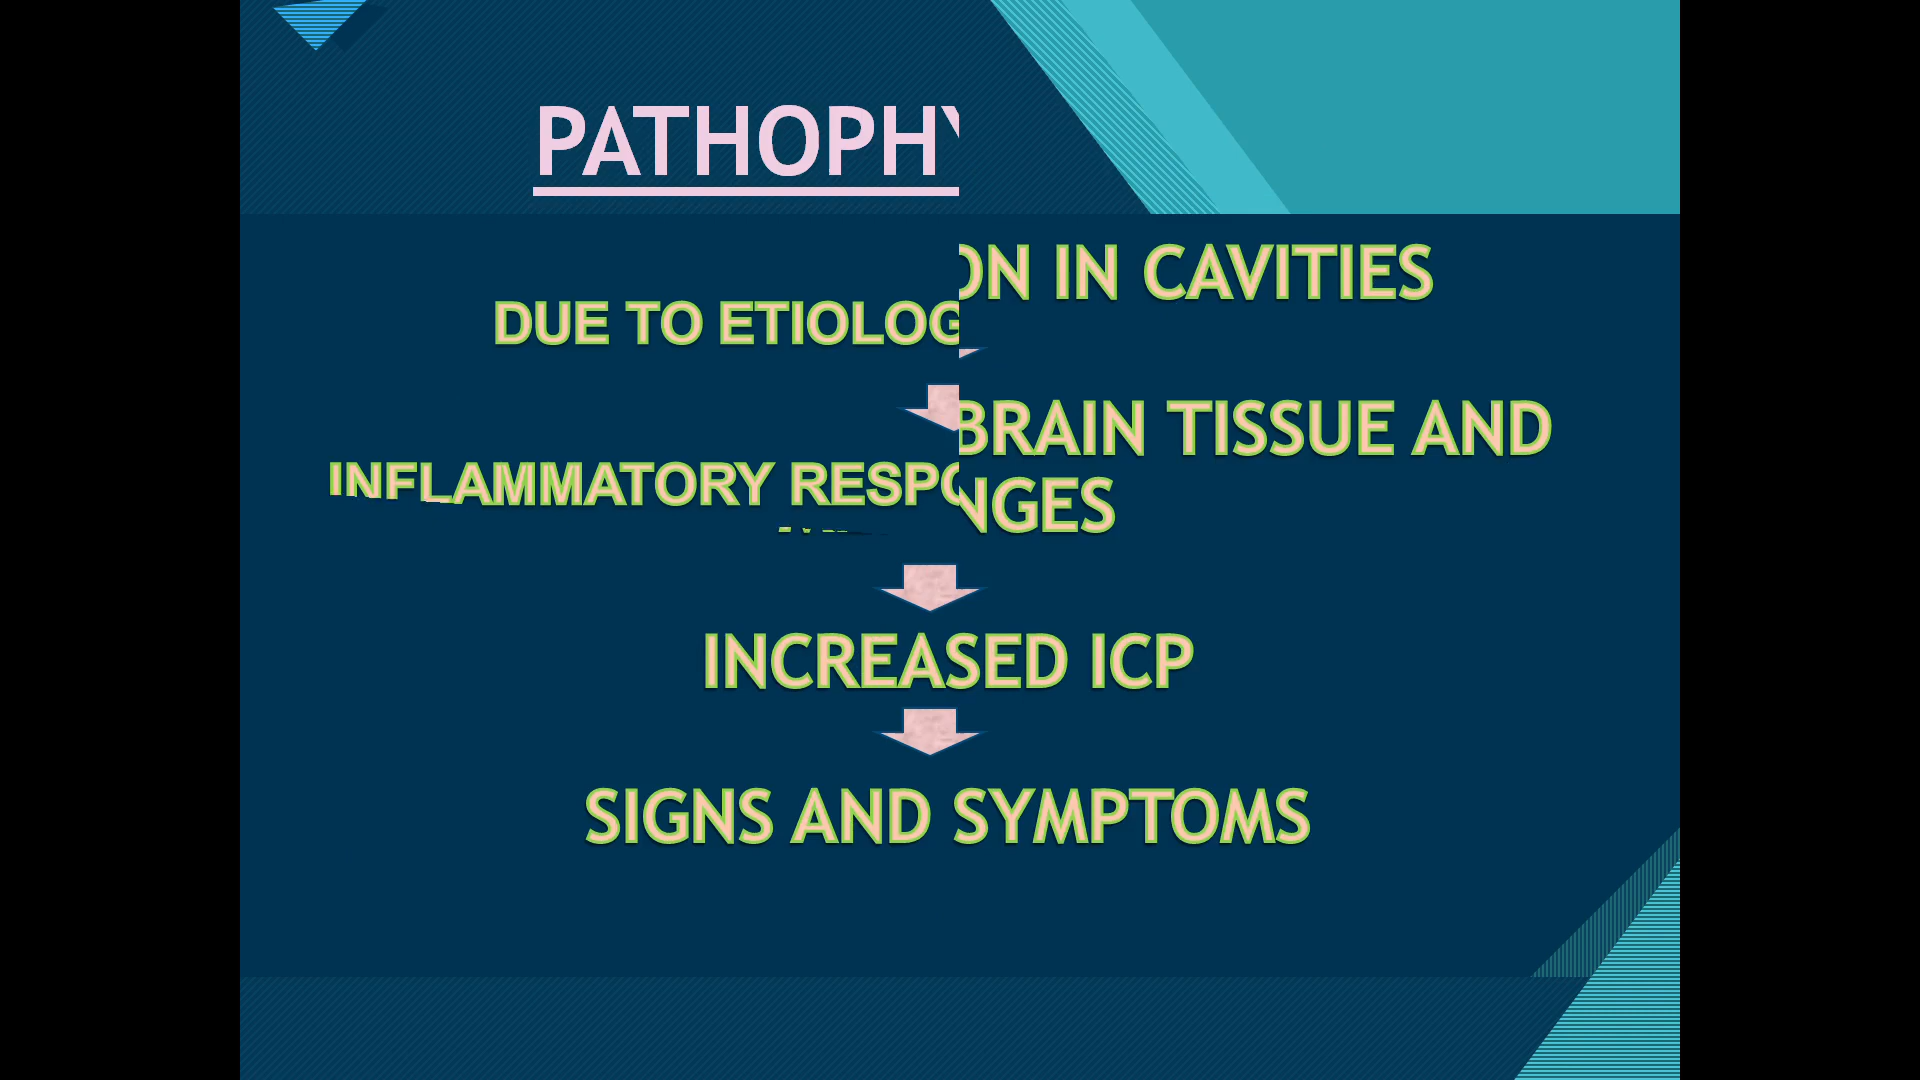 PATHOPHY
ON IN CAVITIES
DUE TO ETIOLOG
BRAIN TISSUE AND
INFLAMMATORY RESPO
NGES
INCREASED ICP
SIGNS AND SYMPTOMS